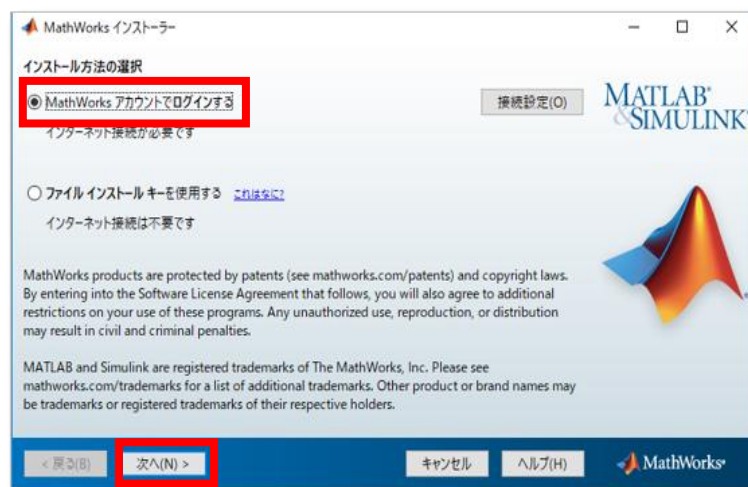 MathWorks インストーラー
インストール方法の選択
MathWorks アカウントでログインする
接続設定(O)
インターネット接続が必要です
MATLAB®
&SIMULINK®
ファイル インストール キーを使用する これはなに?
インターネット接続は不要です
MathWorks products are protected by patents (see mathworks.com/patents) and copyright laws.
By entering into the Software License Agreement that follows, you will also agree to additional
restrictions on your use of these programs. Any unauthorized use, reproduction, or distribution
may result in civil and criminal penalties.
MATLAB and Simulink are registered trademarks of The MathWorks, Inc. Please see
mathworks.com/trademarks for a list of additional trademarks. Other product or brand names may
be trademarks or registered trademarks of their respective holders.
< 戻る(B) 次へ(N) > キャンセル ヘルプ(H) MathWorks®